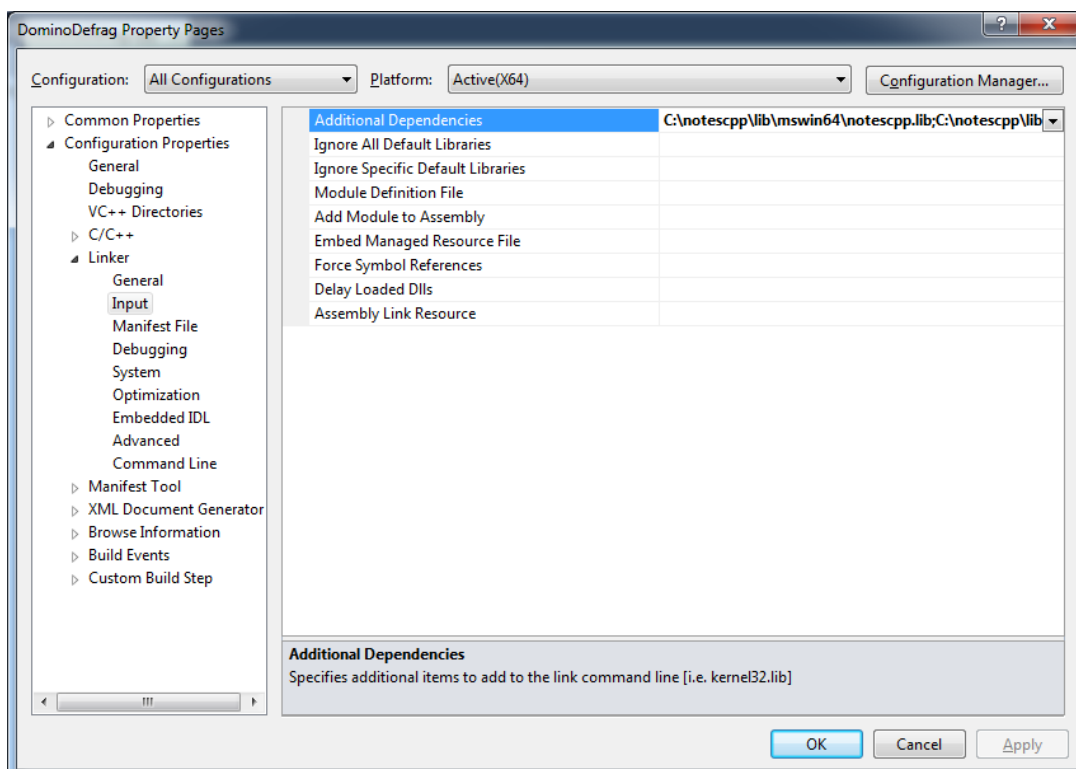 DominoDefrag Property Pages
Configuration: All Configurations Platform: Active(X64) Configuration Manager...
Common Properties
Configuration Properties
General
Debugging
VC++ Directories
C/C++
Linker
General
Input
Manifest File
Debugging
System
Optimization
Embedded IDL
Advanced
Command Line
Manifest Tool
XML Document Generator
Browse Information
Build Events
Custom Build Step
Additional Dependencies C:\notescpp\lib\mswin64\notescpp.lib;C:\notescpp\lib
Ignore All Default Libraries
Ignore Specific Default Libraries
Module Definition File
Add Module to Assembly
Embed Managed Resource File
Force Symbol References
Delay Loaded Dlls
Assembly Link Resource
Additional Dependencies
Specifies additional items to add to the link command line [i.e. kernel32.lib]
OK Cancel Apply